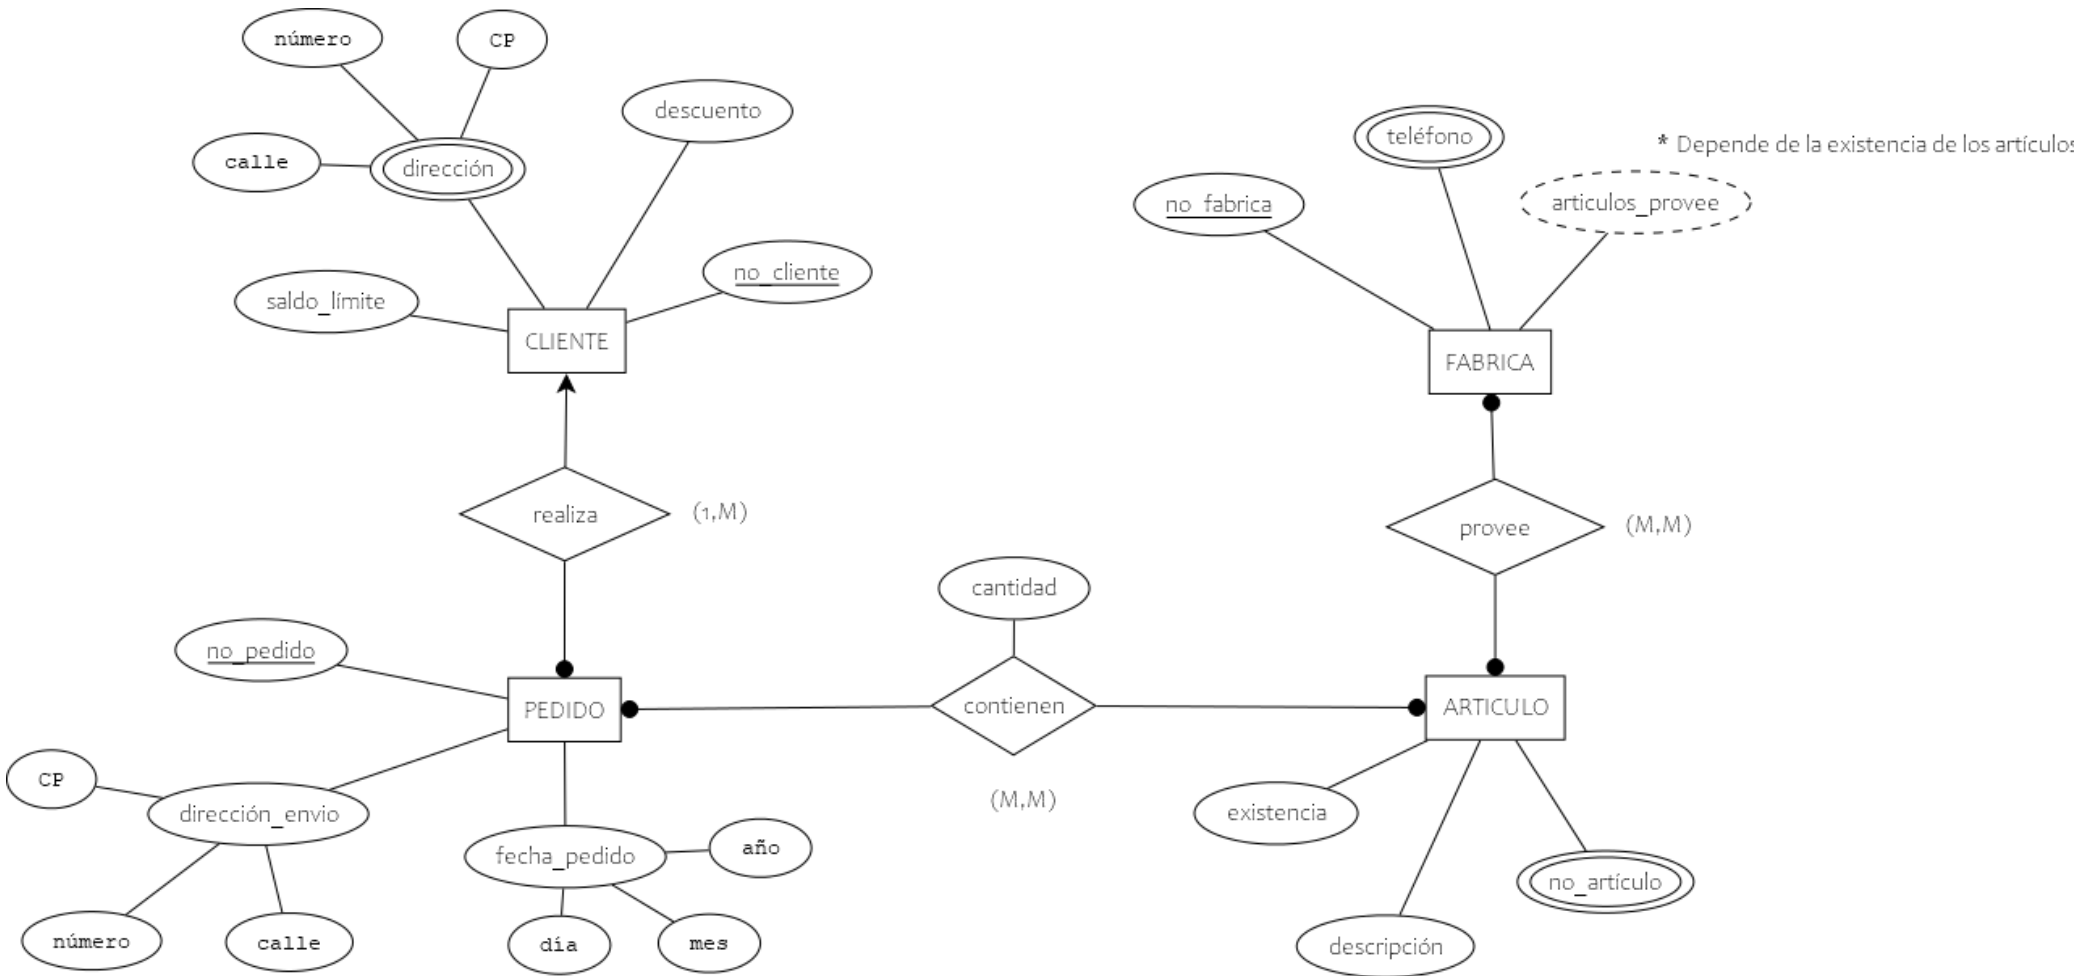 número
CP
descuento
calle
dirección
teléfono
* Depende de la existencia de los artículos
no_fabrica
articulos_provee
saldo_límite
no_cliente
CLIENTE
FABRICA
realiza
(1,M)
provee
(M,M)
cantidad
no_pedido
PEDIDO
contienen
ARTICULO
CP
dirección_envio
(M,M)
existencia
fecha_pedido
año
no_artículo
número
calle
día
mes
descripción